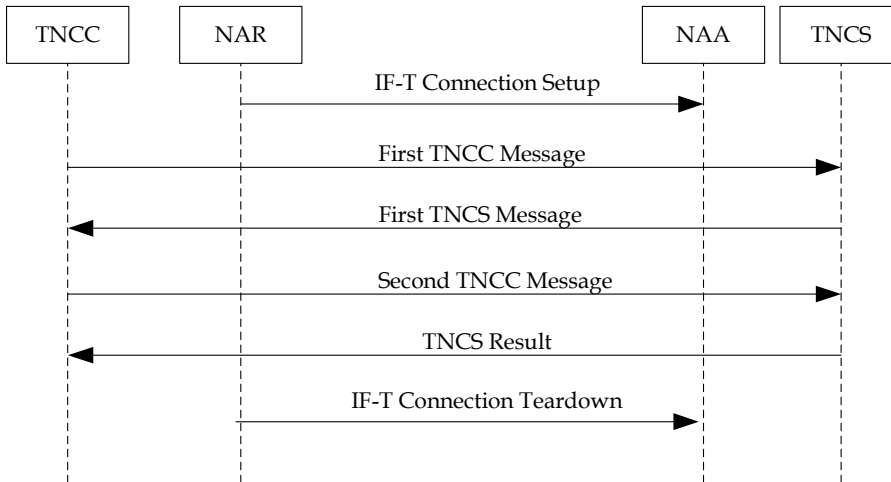 TNCC
NAR
NAA
TNCS
IF-T Connection Setup
First TNCC Message
First TNCS Message
Second TNCC Message
TNCS Result
IF-T Connection Teardown